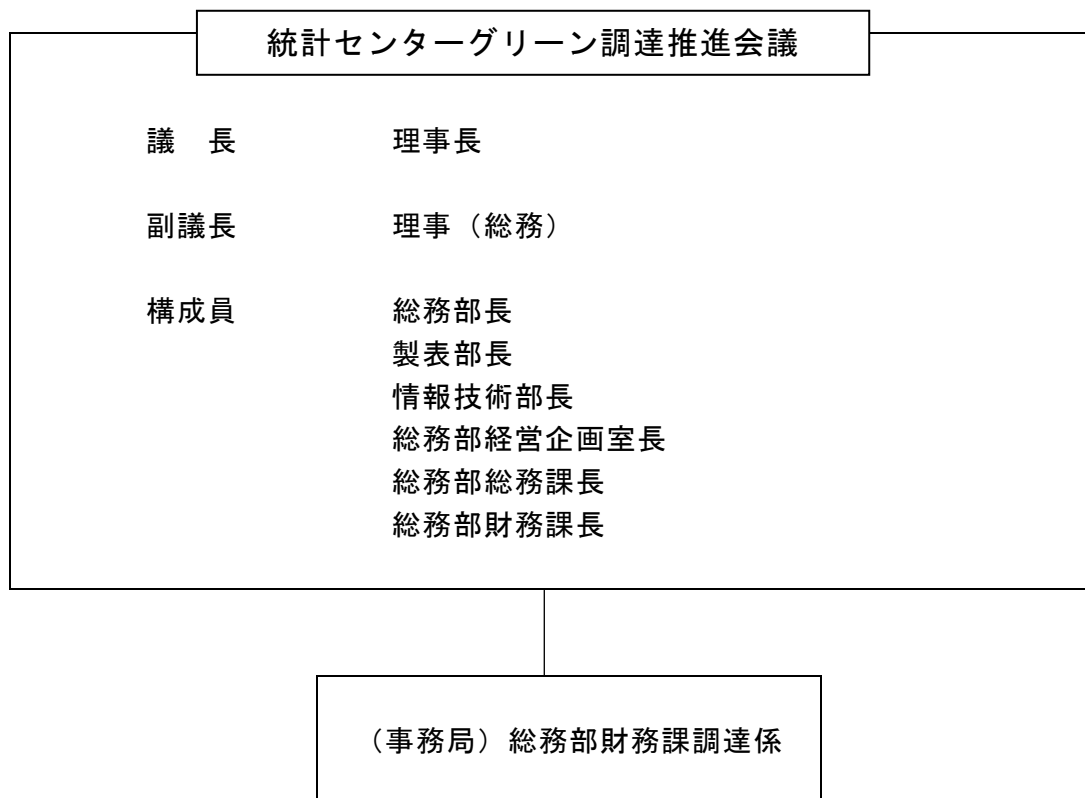 統計センターグリーン調達推進会議
議　長　理事長
副議長　理事（総務）
構成員　総務部長
製表部長
情報技術部長
総務部経営企画室長
総務部総務課長
総務部財務課長
（事務局）総務部財務課調達係